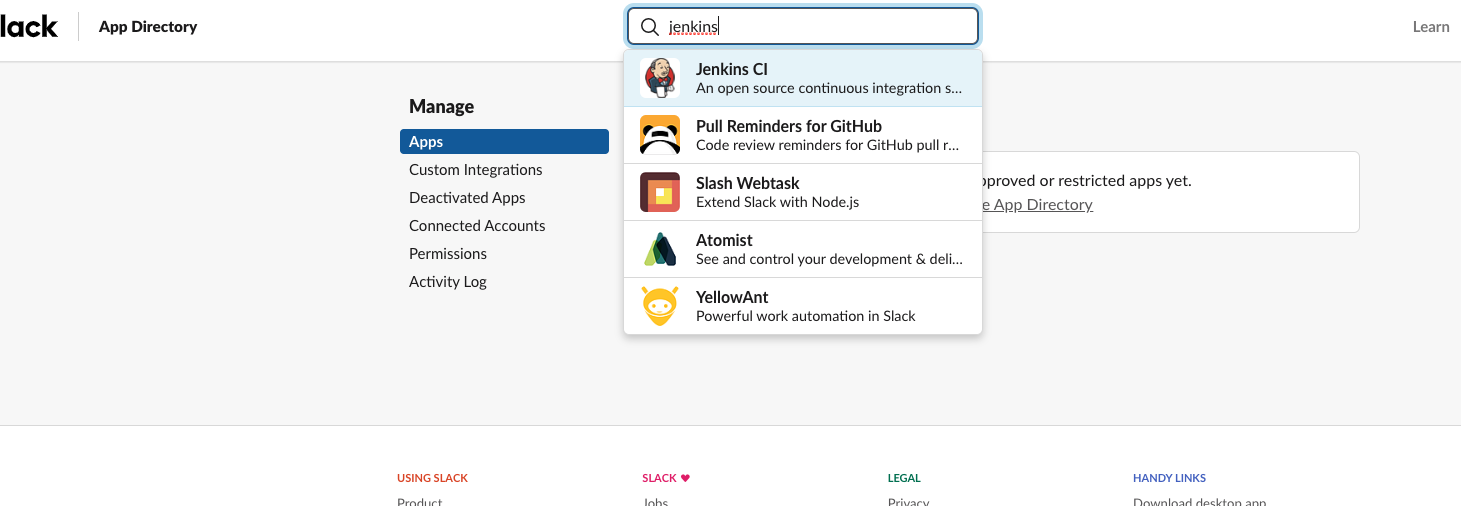 lack
App Directory
jenkins
Learn
Jenkins CI
An open source continuous integration s...
Pull Reminders for GitHub
Code review reminders for GitHub pull r...
Slash Webtask
Extend Slack with Node.js
Atomist
See and control your development & deli...
YellowAnt
Powerful work automation in Slack
Manage
Apps
Custom Integrations
Deactivated Apps
Connected Accounts
Permissions
Activity Log
pproved or restricted apps yet.
e App Directory
USING SLACK
Product
SLACK ♥
Jobs
LEGAL
Privacy
HANDY LINKS
Download desktop app